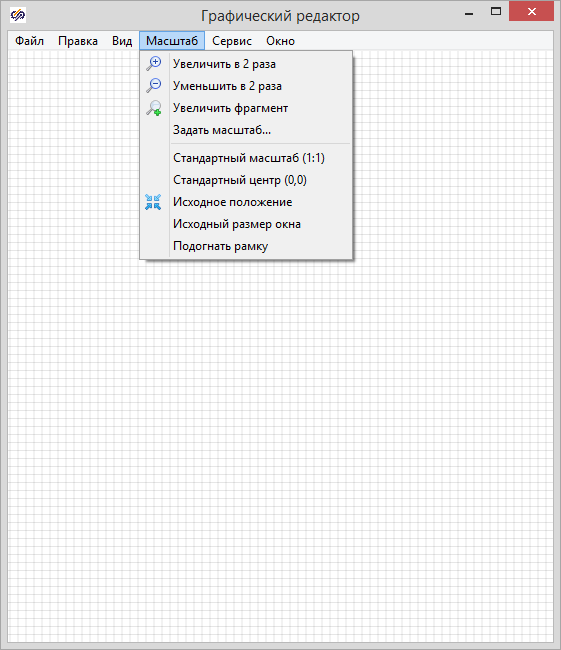 Графический редактор
Файл Правка Вид Масштаб Сервис Окно
Увеличить в 2 раза
Уменьшить в 2 раза
Увеличить фрагмент
Задать масштаб...
Стандартный масштаб (1:1)
Стандартный центр (0,0)
Исходное положение
Исходный размер окна
Подогнать рамку